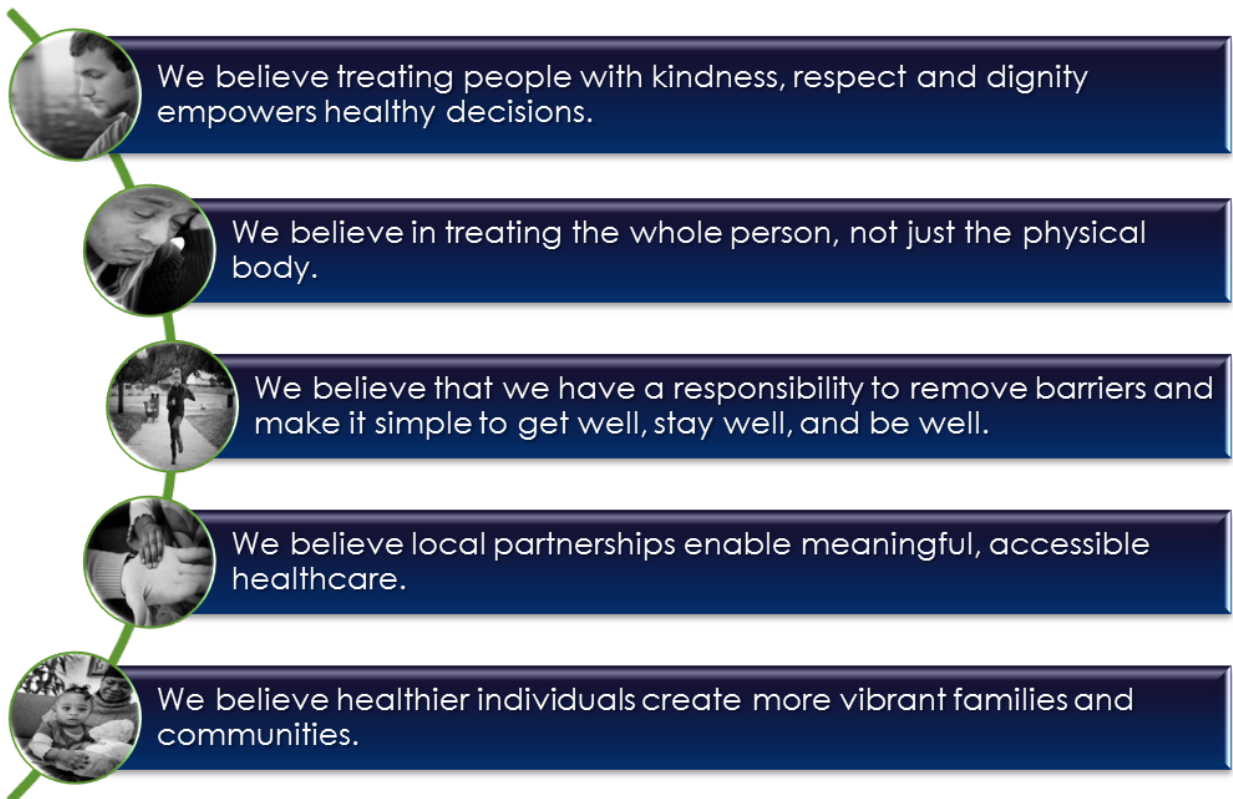 We believe treating people with kindness, respect and dignity
empowers healthy decisions.
We believe in treating the whole person, not just the physical
body.
We believe that we have a responsibility to remove barriers and
make it simple to get well, stay well, and be well.
We believe local partnerships enable meaningful, accessible
healthcare.
We believe healthier individuals create more vibrant families and
communities.